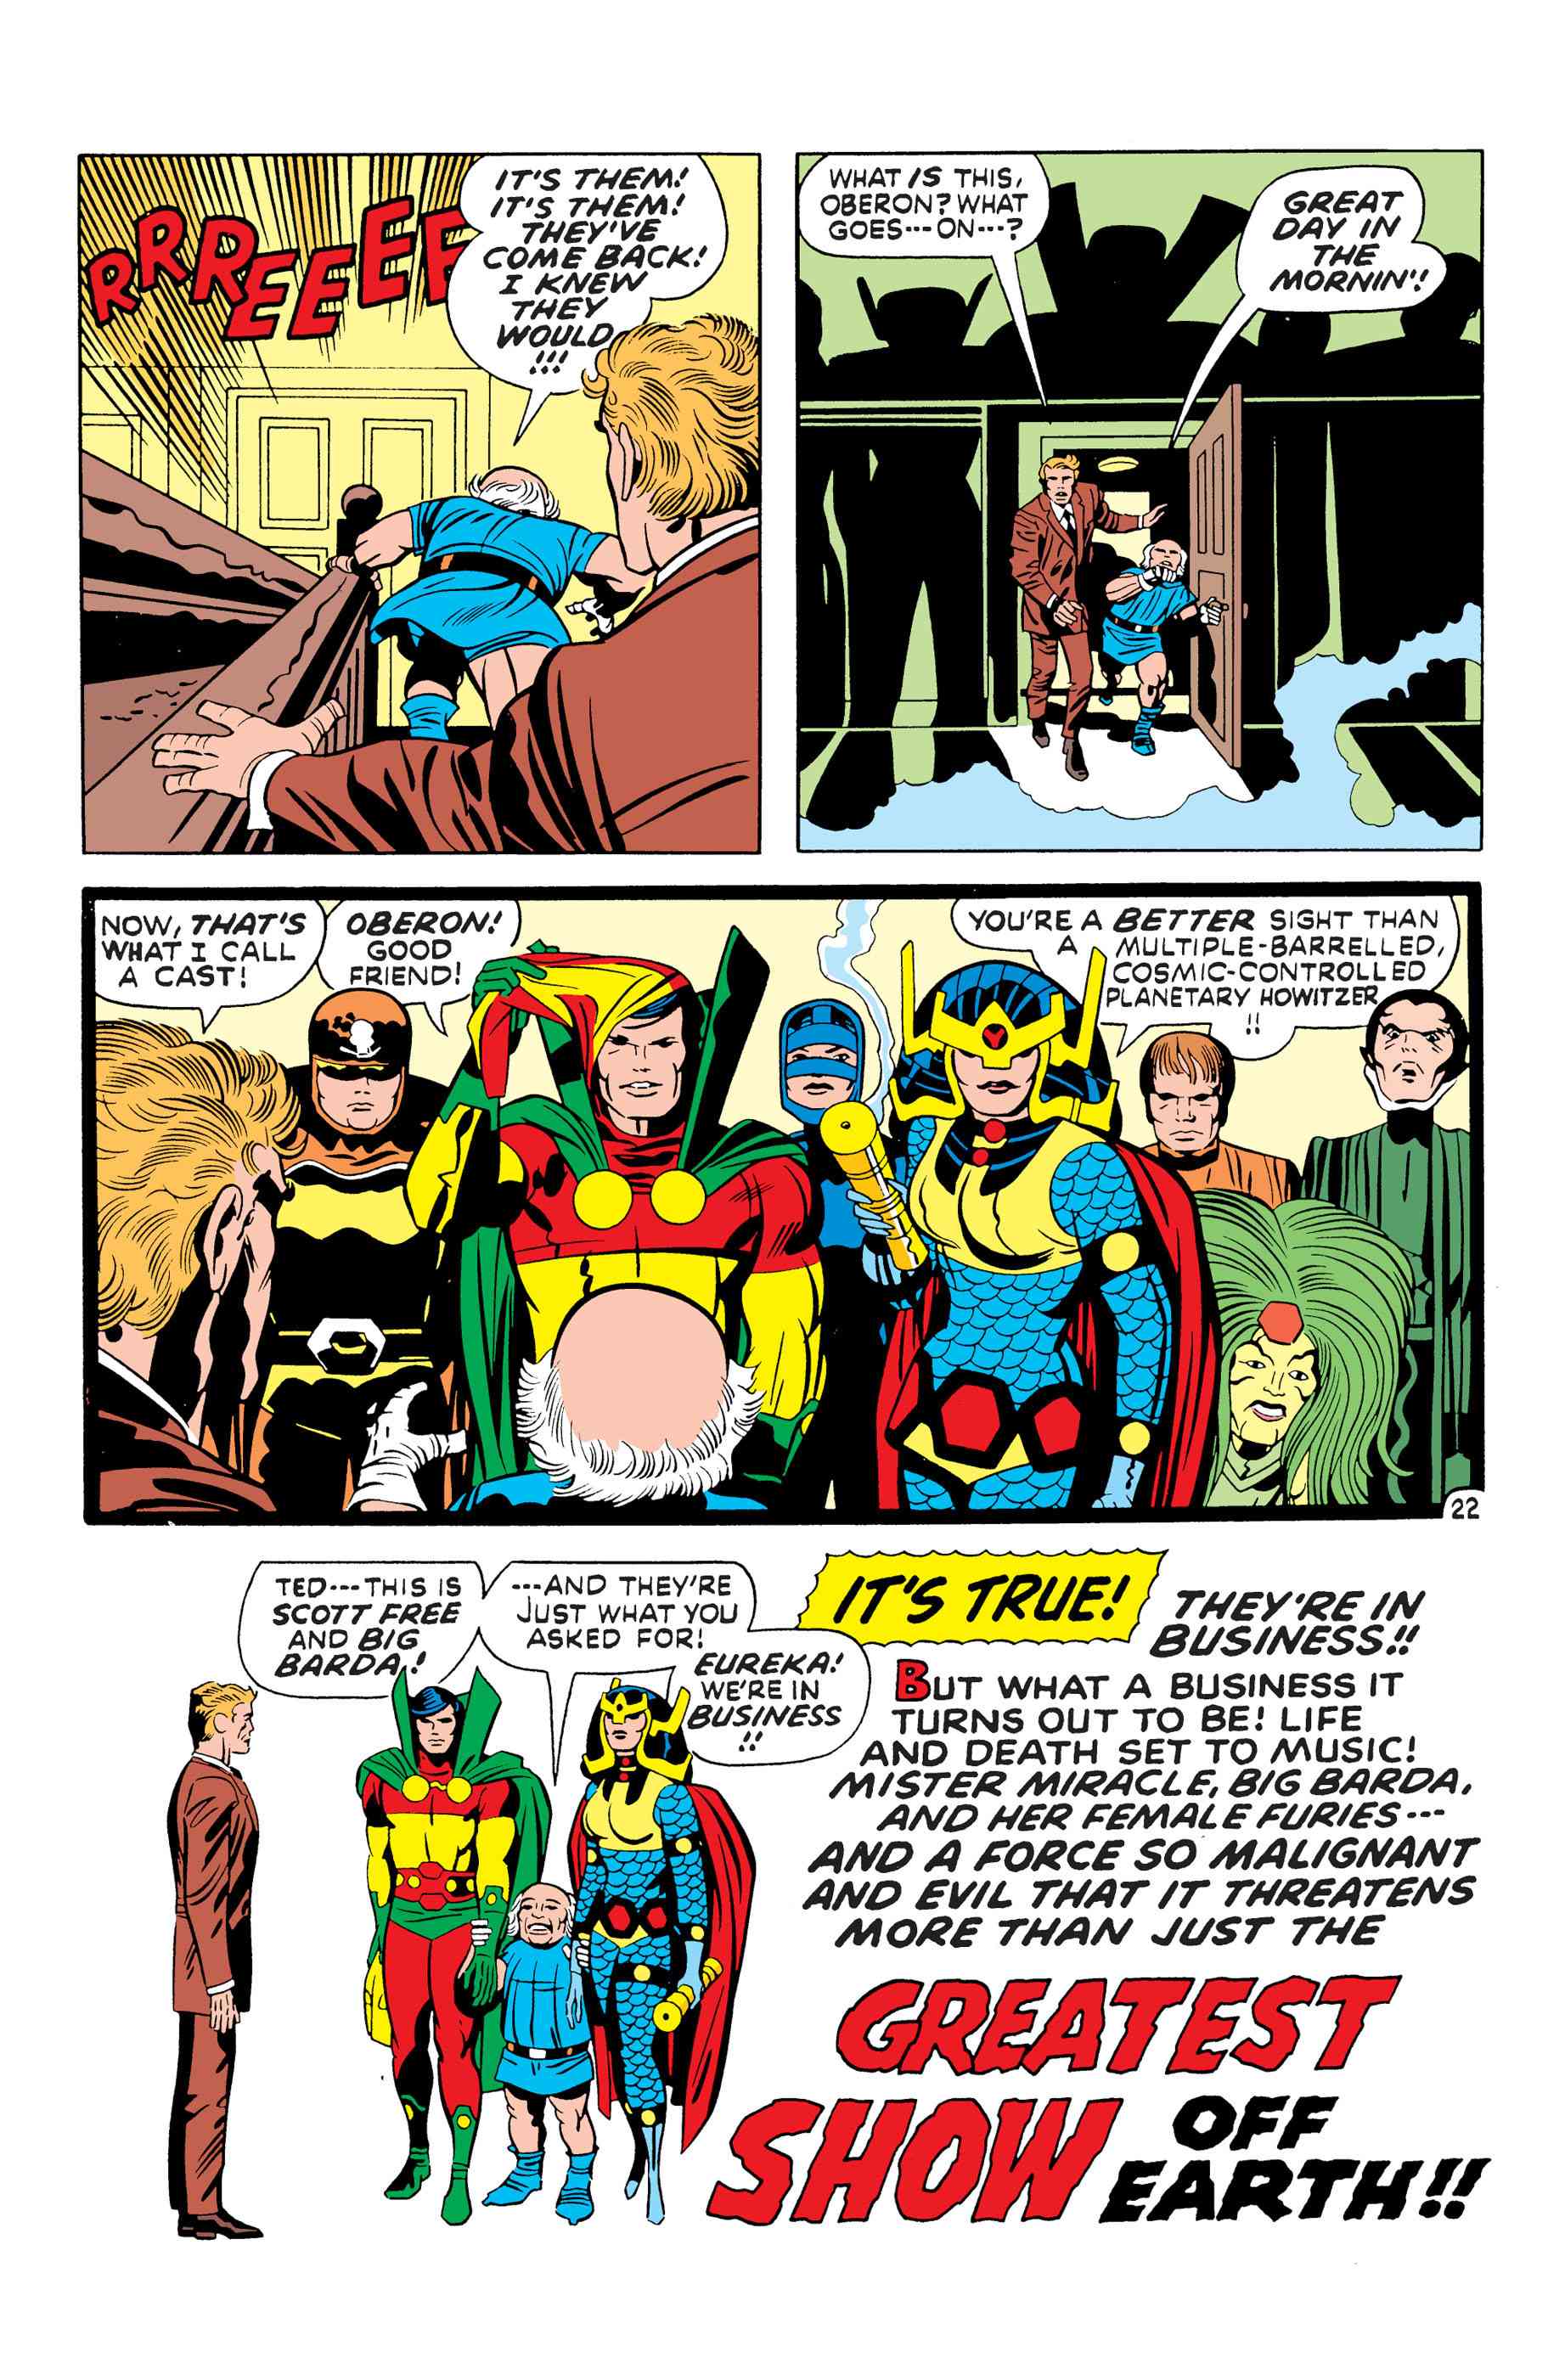 RRREEEEE
IT'S THEM!
IT'S THEM!
THEY'VE
COME BACK!
I KNEW
THEY
WOULD
!!!
WHAT IS THIS,
OBERON? WHAT
GOES---ON---?
GREAT
DAY IN
THE
MORNIN'!
NOW, THAT'S
WHAT I CALL
A CAST!
OBERON!
GOOD
FRIEND!
YOU'RE A BETTER SIGHT THAN
A MULTIPLE-BARRELLED,
COSMIC-CONTROLLED
PLANETARY HOWITZER
!!
22
TED---THIS IS
SCOTT FREE
AND BIG
BARDA!
---AND THEY'RE
JUST WHAT YOU
ASKED FOR!
EUREKA!
WE'RE IN
BUSINESS
!!
IT'S TRUE!
THEY'RE IN
BUSINESS!!
BUT WHAT A BUSINESS IT
TURNS OUT TO BE! LIFE
AND DEATH SET TO MUSIC!
MISTER MIRACLE, BIG BARDA,
AND HER FEMALE FURIES---
AND A FORCE SO MALIGNANT
AND EVIL THAT IT THREATENS
MORE THAN JUST THE
GREATEST
SHOW OFF
EARTH!!